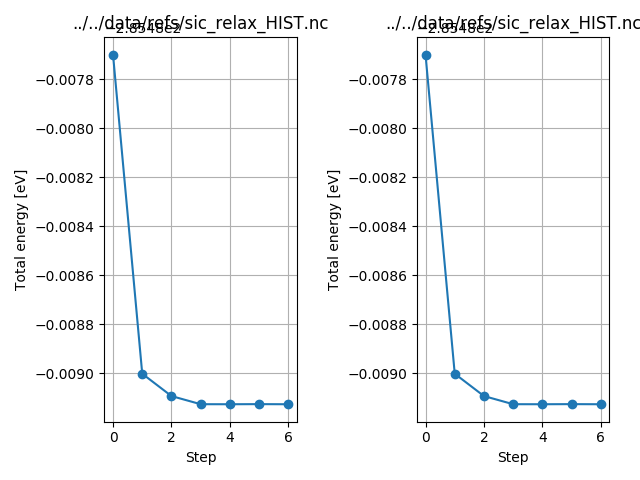 ../../data/refs/sic_relax_HIST.nc
../../data/refs/sic_relax_HIST.nc
−2.8548e2
−2.8548e2
−0.0078
−0.0080
−0.0082
−0.0084
−0.0086
−0.0088
−0.0090
Total energy [eV]
0
2
4
6
Step
−0.0078
−0.0080
−0.0082
−0.0084
−0.0086
−0.0088
−0.0090
Total energy [eV]
0
2
4
6
Step